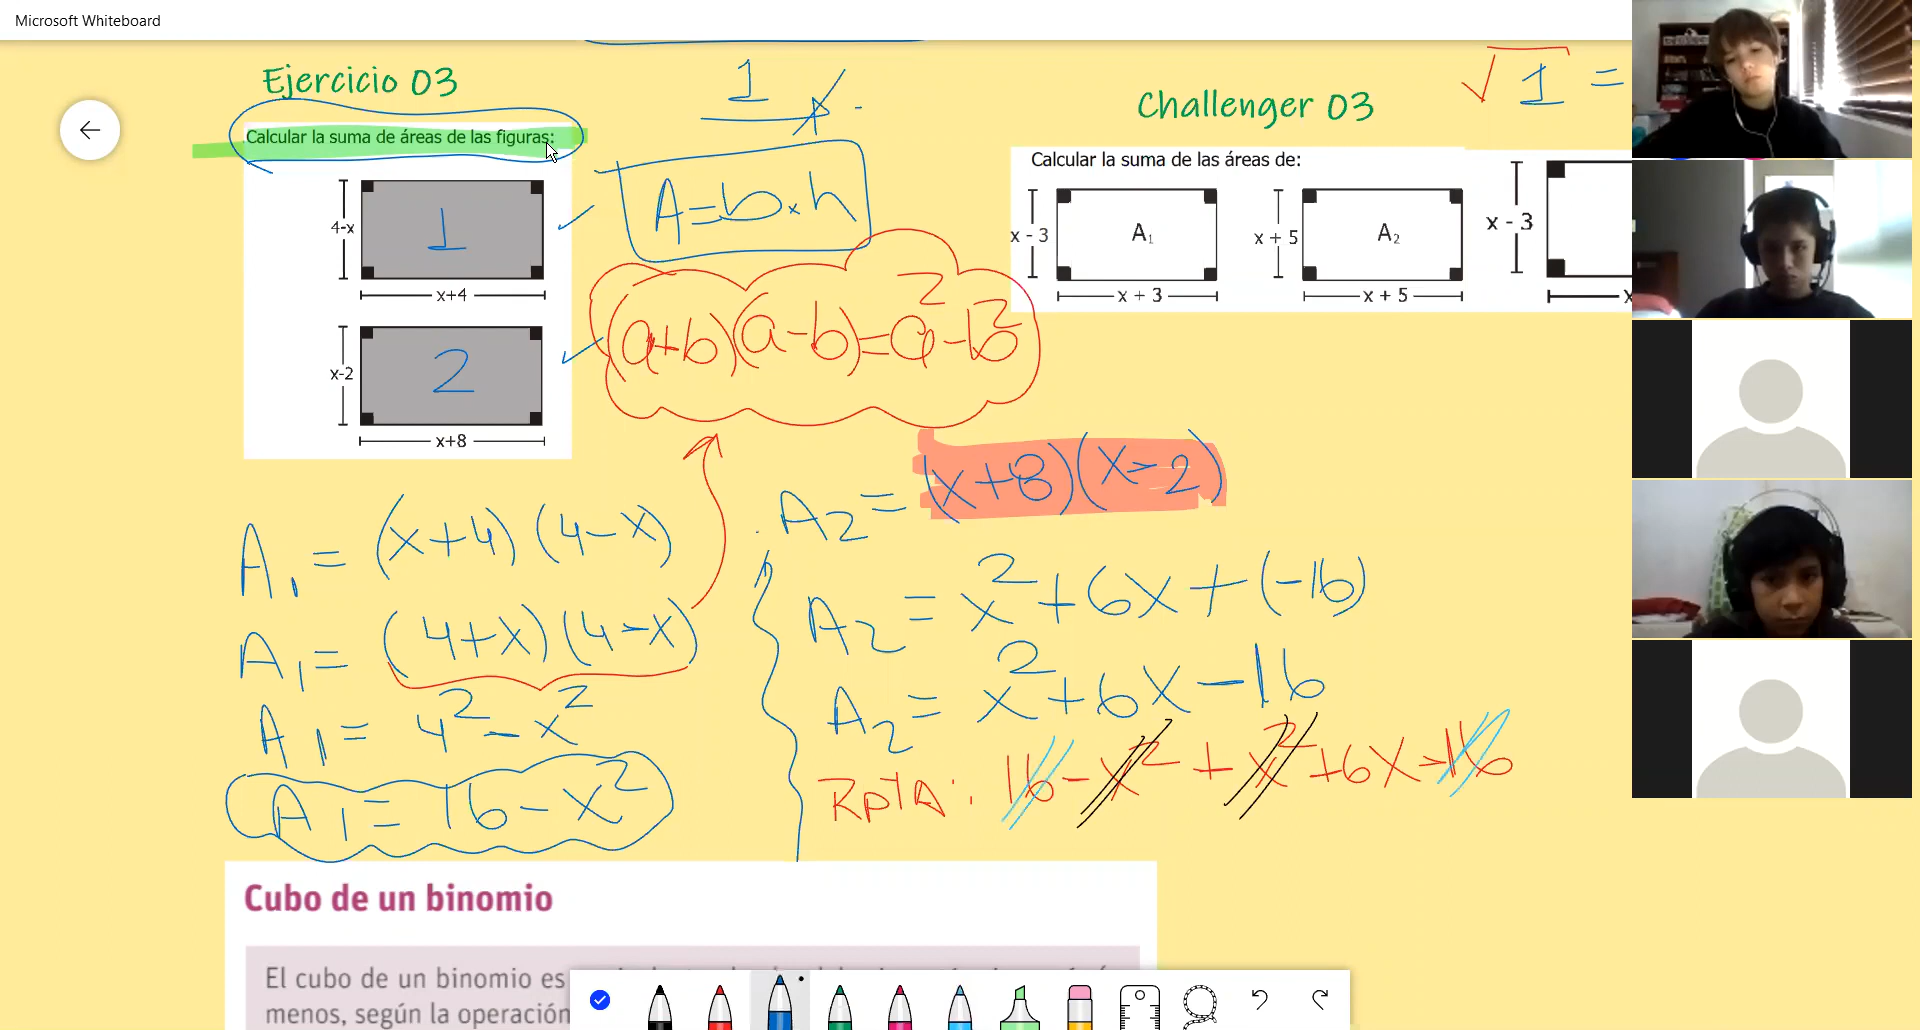 Microsoft Whiteboard
Ejercicio 03
Calcular la suma de áreas de las figuras:
4-x
1
x+4
x-2
2
x+8
1
A=b×h
(a+b)(a-b)=a²-b²
Challenger 03
√1 =
Calcular la suma de las áreas de:
x - 3
A₁
x + 3
x + 5
A₂
x + 5
x - 3
x
A₁ = (x+4)(4-x)
A₁ = (4+x)(4-x)
A₁ = 4²-x²
A₁ = 16-x²
A₂ = (x+8)(x-2)
A₂ = x²+6x+(-16)
A₂ = x²+6x-16
RPTA: 16-x²+x²+6x-16
Cubo de un binomio
El cubo de un binomio es
menos, según la operación